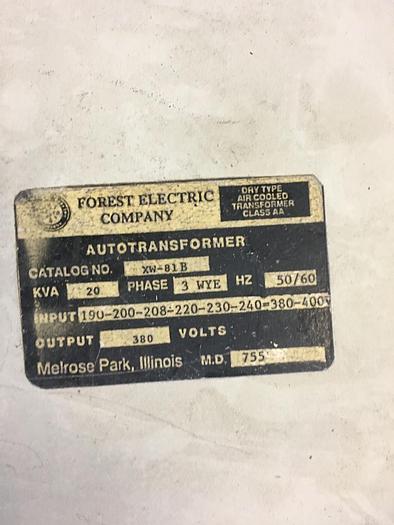 FOREST ELECTRIC
COMPANY
DRY TYPE
AIR COOLED
TRANSFORMER
CLASS AA
AUTOTRANSFORMER
CATALOG NO. XW-81B
KVA 20 PHASE 3 WYE HZ 50/60
INPUT 190-200-208-220-230-240-380-400V
OUTPUT 380 VOLTS
Melrose Park, Illinois M.D. 755